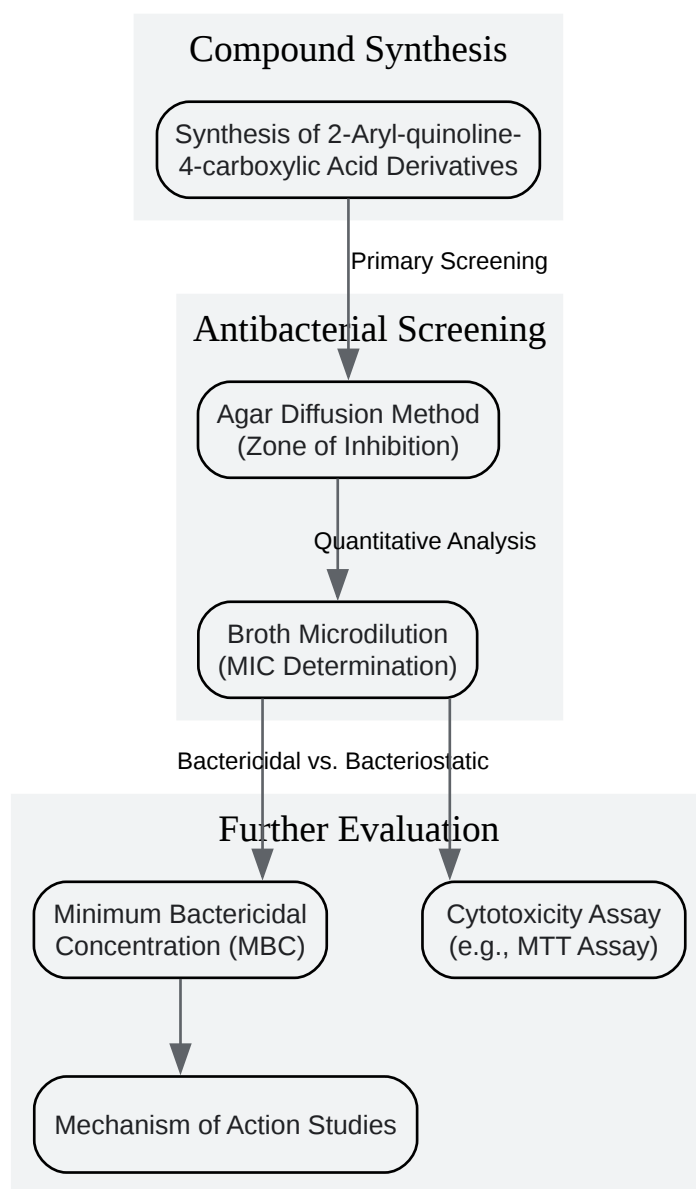 Compound Synthesis
Synthesis of 2-Aryl-quinoline-
4-carboxylic Acid Derivatives
Primary Screening
Antibacterial Screening
Agar Diffusion Method
(Zone of Inhibition)
Quantitative Analysis
Broth Microdilution
(MIC Determination)
Bactericidal vs. Bacteriostatic
Further Evaluation
Minimum Bactericidal
Concentration (MBC)
Cytotoxicity Assay
(e.g., MTT Assay)
Mechanism of Action Studies